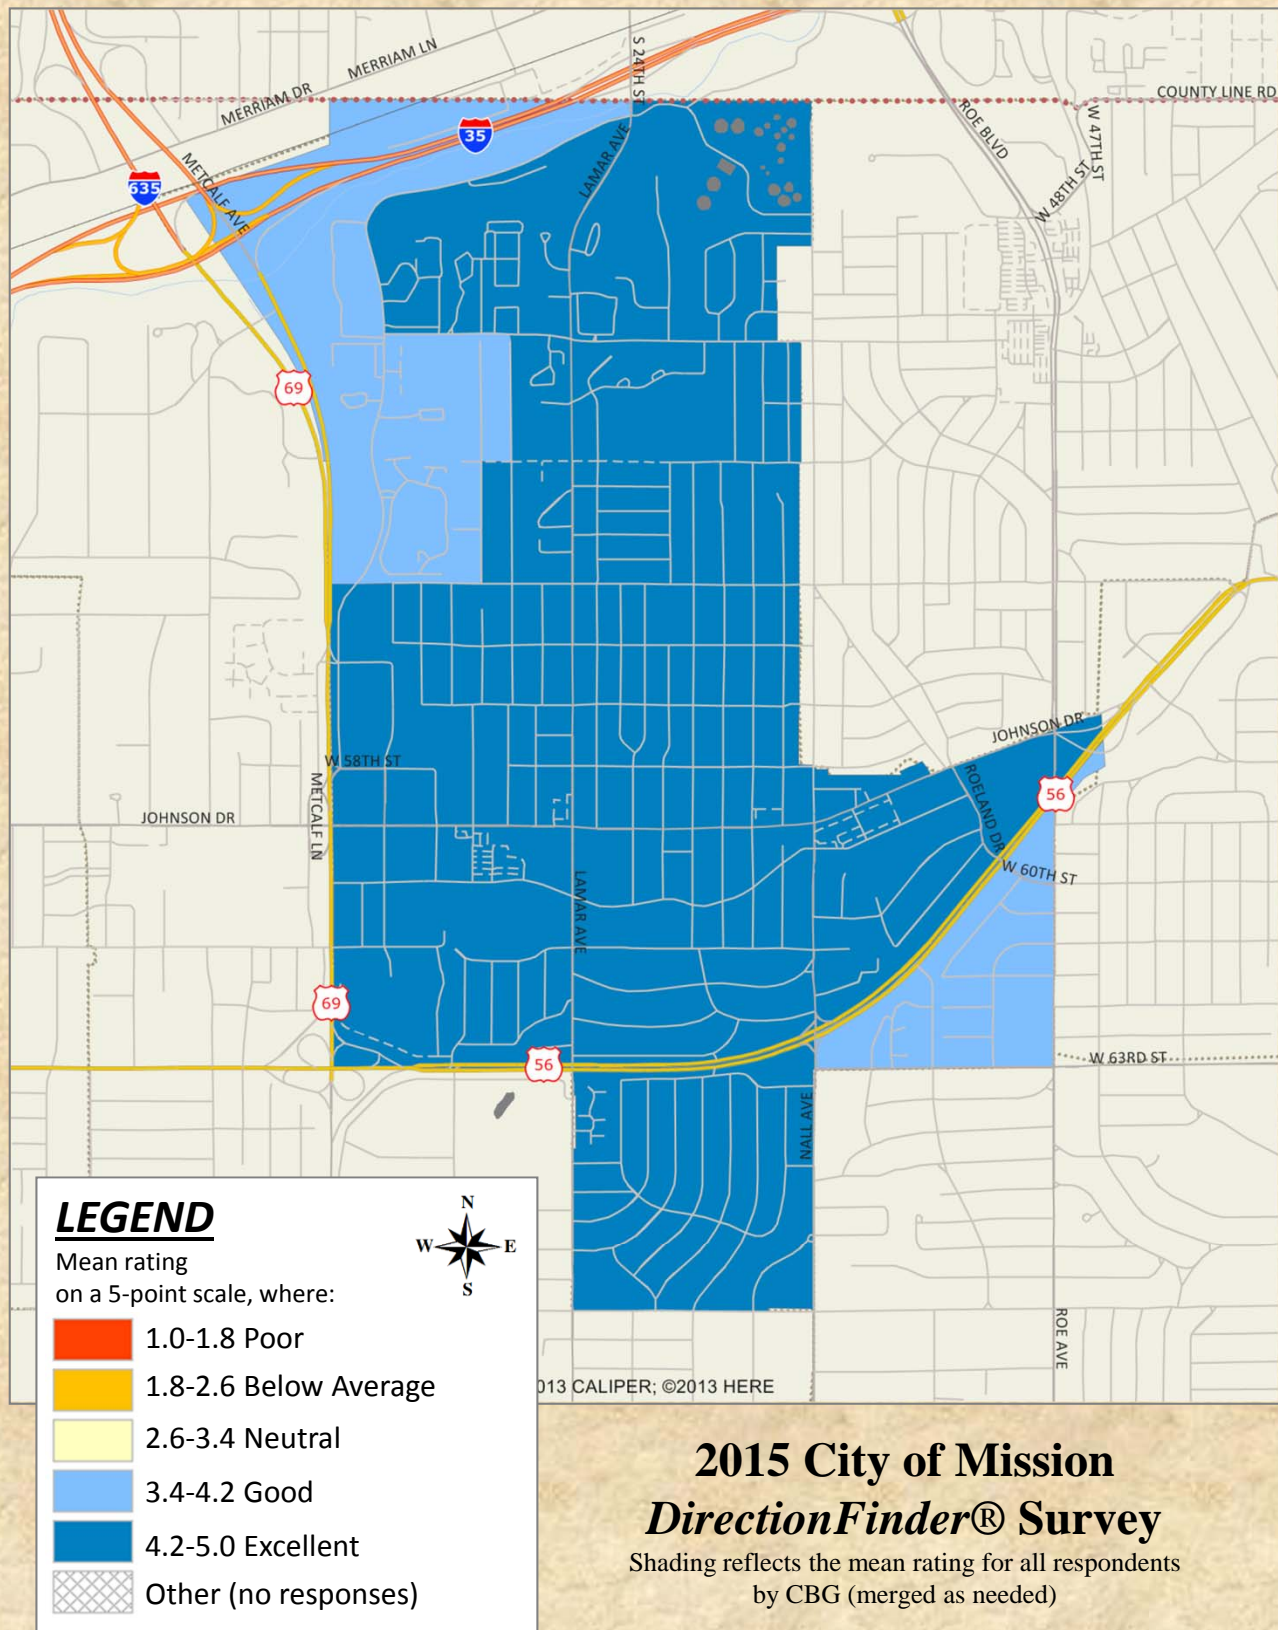 MERRIAM LN
S 24TH ST
MERRIAM DR
COUNTY LINE RD
35
LAMAR AVE
ROE BLVD
W 47TH ST
METCALF AVE
635
W 48TH ST
69
JOHNSON DR
W 58TH ST
ROELAND DR
56
METCALF LN
JOHNSON DR
W 60TH ST
LAMAR AVE
69
56
W 63RD ST
NALL AVE
ROE AVE
013 CALIPER; ©2013 HERE
LEGEND
N
W E
S
Mean rating
on a 5-point scale, where:
1.0-1.8 Poor
1.8-2.6 Below Average
2.6-3.4 Neutral
3.4-4.2 Good
4.2-5.0 Excellent
Other (no responses)
2015 City of Mission
DirectionFinder® Survey
Shading reflects the mean rating for all respondents
by CBG (merged as needed)